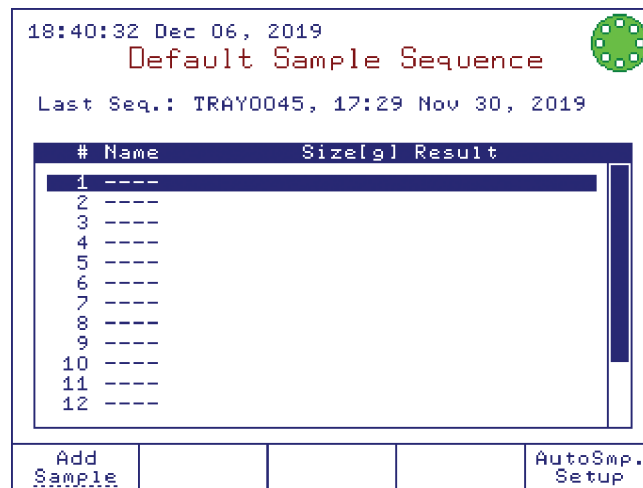 18:40:32 Dec 06, 2019
Default Sample Sequence
Last Seq.: TRAY0045, 17:29 Nov 30, 2019
# Name Size[g] Result
1 ----
2 ----
3 ----
4 ----
5 ----
6 ----
7 ----
8 ----
9 ----
10 ----
11 ----
12 ----
Add
Sample
AutoSmp.
Setup